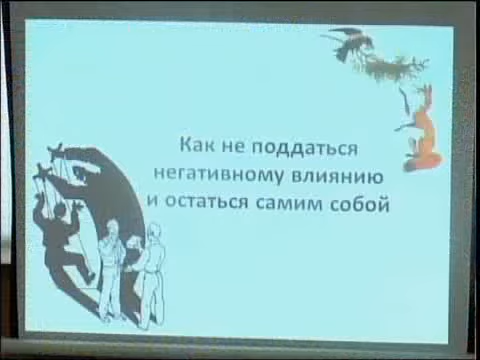 Как не поддаться
негативному влиянию
и остаться самим собой